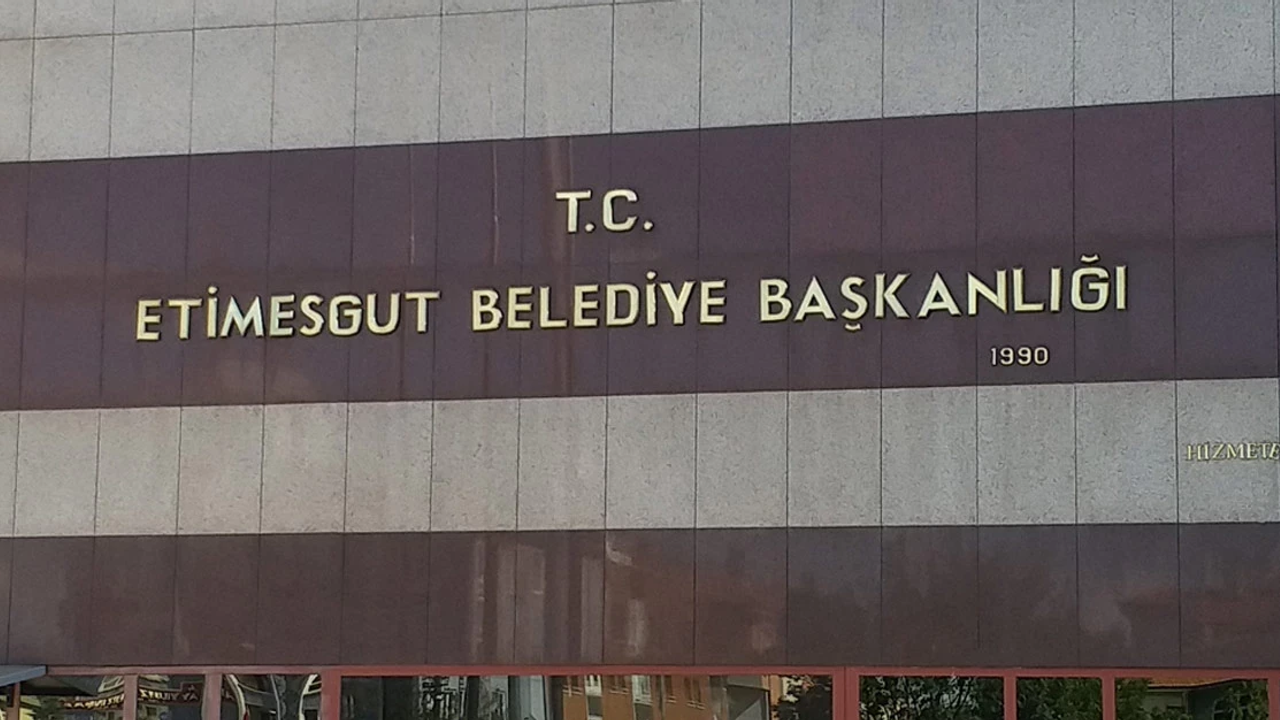 T.C.
ETİMESGUT BELEDİYE BAŞKANLIĞI
1990